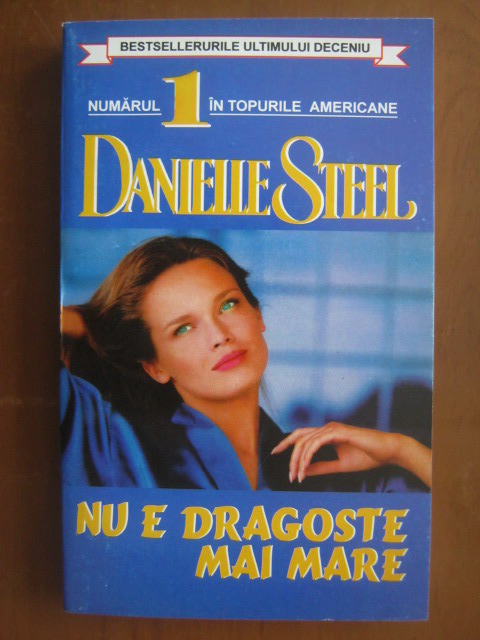 BESTSELLERURILE ULTIMULUI DECENIU
NUMĂRUL 1 ÎN TOPURILE AMERICANE
DANIELLE STEEL
NU E DRAGOSTE
MAI MARE